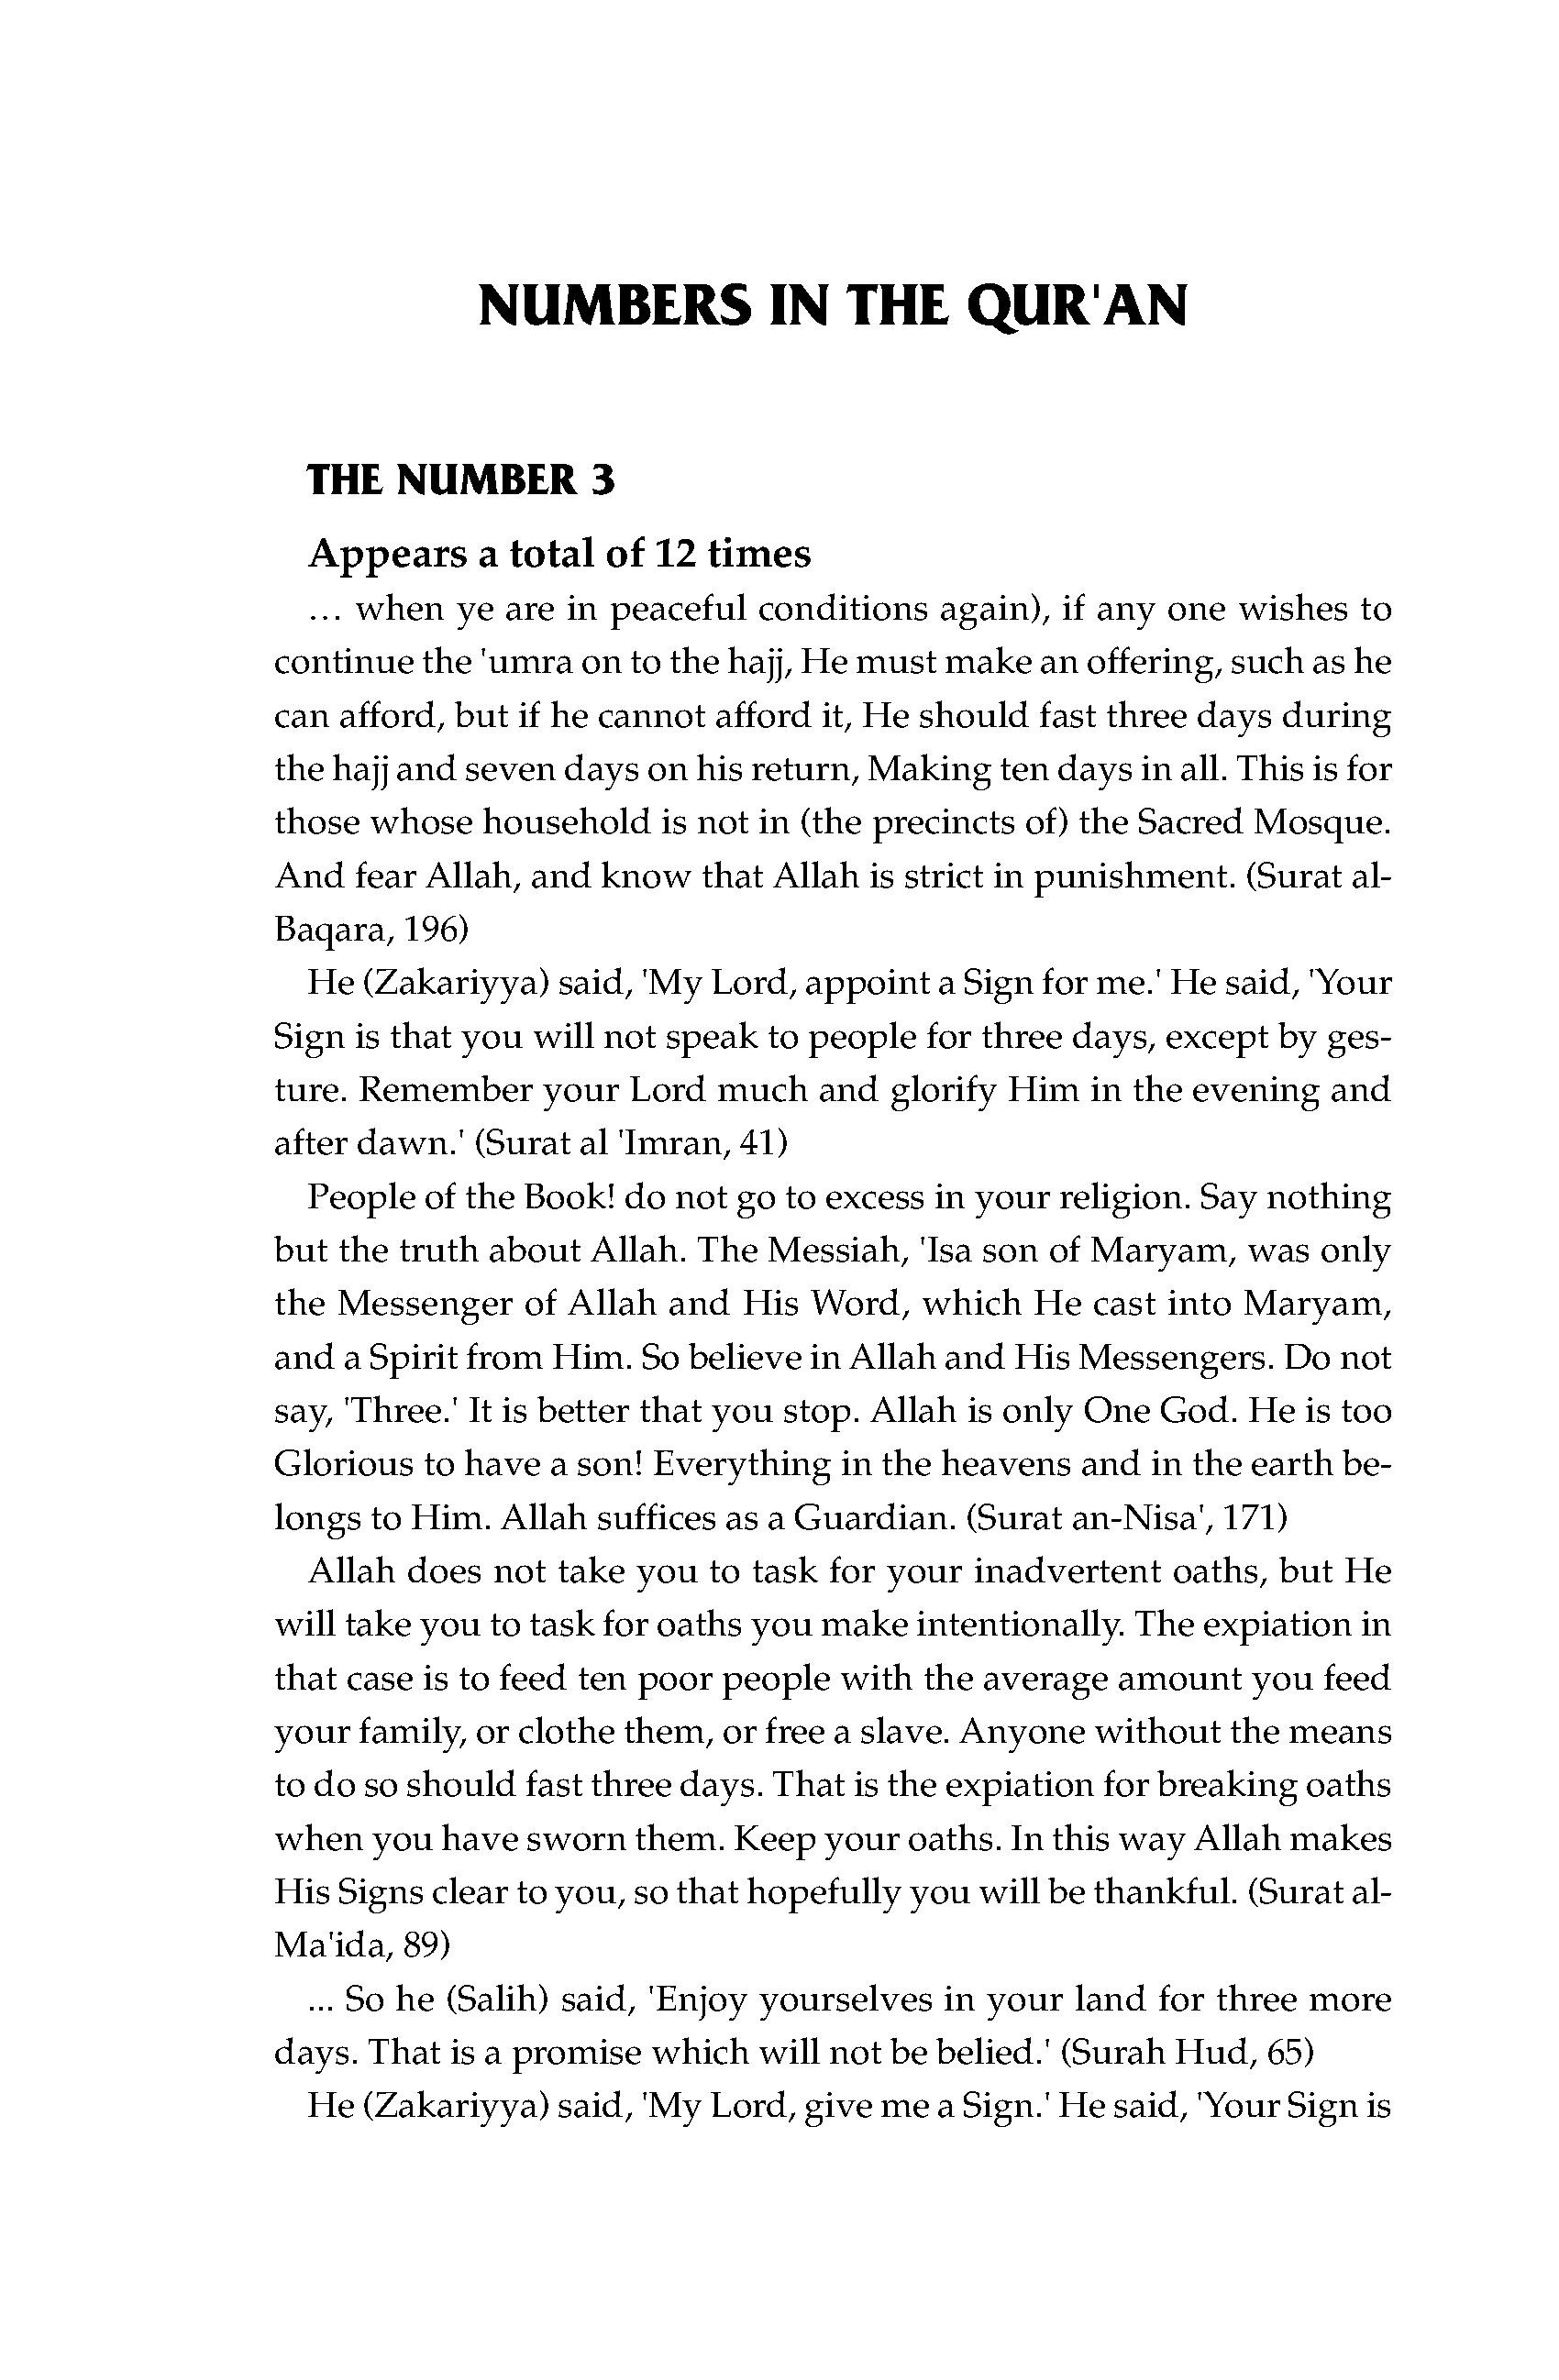 NUMBERS IN THE QUR'AN
THE NUMBER 3
Appears a total of 12 times
… when ye are in peaceful conditions again), if any one wishes to
continue the 'umra on to the hajj, He must make an offering, such as he
can afford, but if he cannot afford it, He should fast three days during
the hajj and seven days on his return, Making ten days in all. This is for
those whose household is not in (the precincts of) the Sacred Mosque.
And fear Allah, and know that Allah is strict in punishment. (Surat al-
Baqara, 196)
He (Zakariyya) said, 'My Lord, appoint a Sign for me.' He said, 'Your
Sign is that you will not speak to people for three days, except by ges-
ture. Remember your Lord much and glorify Him in the evening and
after dawn.' (Surat al 'Imran, 41)
People of the Book! do not go to excess in your religion. Say nothing
but the truth about Allah. The Messiah, 'Isa son of Maryam, was only
the Messenger of Allah and His Word, which He cast into Maryam,
and a Spirit from Him. So believe in Allah and His Messengers. Do not
say, 'Three.' It is better that you stop. Allah is only One God. He is too
Glorious to have a son! Everything in the heavens and in the earth be-
longs to Him. Allah suffices as a Guardian. (Surat an-Nisa', 171)
Allah does not take you to task for your inadvertent oaths, but He
will take you to task for oaths you make intentionally. The expiation in
that case is to feed ten poor people with the average amount you feed
your family, or clothe them, or free a slave. Anyone without the means
to do so should fast three days. That is the expiation for breaking oaths
when you have sworn them. Keep your oaths. In this way Allah makes
His Signs clear to you, so that hopefully you will be thankful. (Surat al-
Ma'ida, 89)
... So he (Salih) said, 'Enjoy yourselves in your land for three more
days. That is a promise which will not be belied.' (Surah Hud, 65)
He (Zakariyya) said, 'My Lord, give me a Sign.' He said, 'Your Sign is